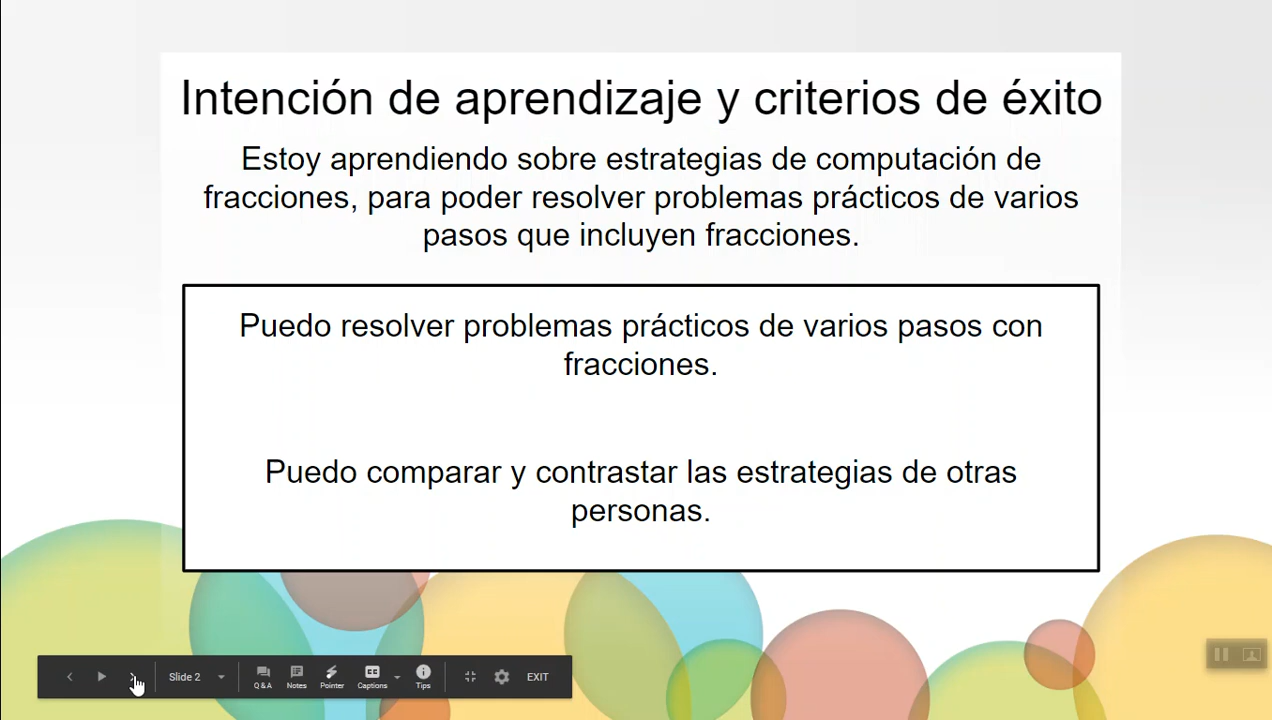 Intención de aprendizaje y criterios de éxito
Estoy aprendiendo sobre estrategias de computación de
fracciones, para poder resolver problemas prácticos de varios
pasos que incluyen fracciones.
Puedo resolver problemas prácticos de varios pasos con
fracciones.
Puedo comparar y contrastar las estrategias de otras
personas.
Slide 2
Q&A
Notes
Pointer
Captions
Tips
EXIT